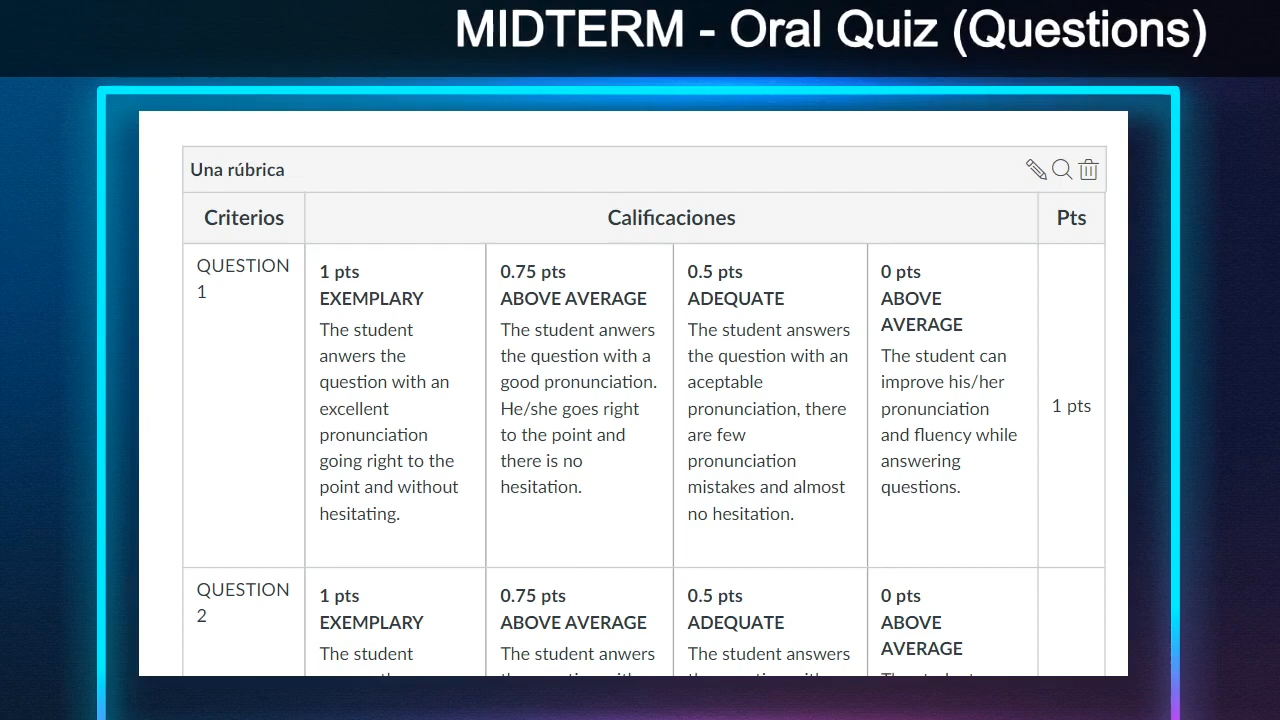 MIDTERM - Oral Quiz (Questions)
Una rúbrica
Criterios
Calificaciones
Pts
QUESTION
1
1 pts
EXEMPLARY
The student
anwers the
question with an
excellent
pronunciation
going right to the
point and without
hesitating.
0.75 pts
ABOVE AVERAGE
The student anwers
the question with a
good pronunciation.
He/she goes right
to the point and
there is no
hesitation.
0.5 pts
ADEQUATE
The student answers
the question with an
aceptable
pronunciation, there
are few
pronunciation
mistakes and almost
no hesitation.
0 pts
ABOVE
AVERAGE
The student can
improve his/her
pronunciation
and fluency while
answering
questions.
1 pts
QUESTION
2
1 pts
EXEMPLARY
The student
0.75 pts
ABOVE AVERAGE
The student anwers
0.5 pts
ADEQUATE
The student answers
0 pts
ABOVE
AVERAGE